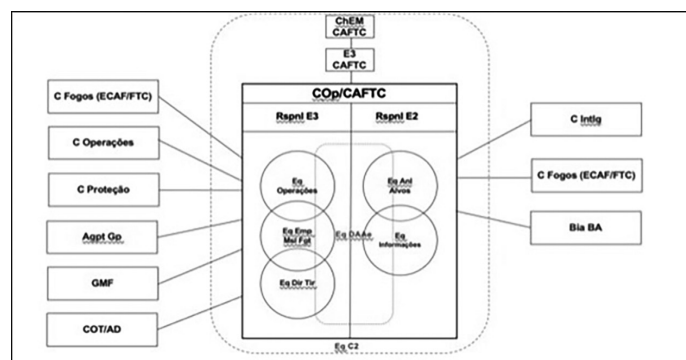 ChEM
CAFTC
E3
CAFTC
COp/CAFTC
Rspnl E3
Rspnl E2
C Fogos (ECAF/FTC)
C Operações
C Proteção
Agpt Gp
GMF
COT/AD
Eq
Operações
Eq Emp
Msl Fgt
Eq Dir Tir
Eq DAAe
Eq Anl
Alvos
Eq
Informações
C Intlg
C Fogos (ECAF/FTC)
Bia BA
Eq C2